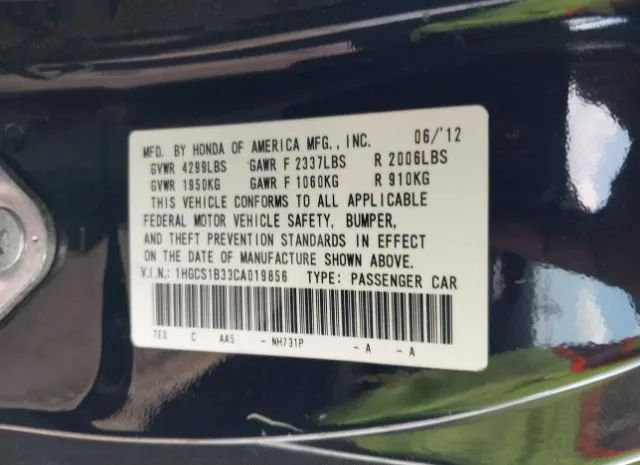 MFD. BY HONDA OF AMERICA MFG., INC. 06/'12
GVWR 4299LBS GAWR F 2337LBS R 2006LBS
GVWR 1950KG GAWR F 1060KG R 910KG
THIS VEHICLE CONFORMS TO ALL APPLICABLE
FEDERAL MOTOR VEHICLE SAFETY, BUMPER,
AND THEFT PREVENTION STANDARDS IN EFFECT
ON THE DATE OF MANUFACTURE SHOWN ABOVE.
V.I.N.: 1HGCS1B33CA019856 TYPE: PASSENGER CAR
TE0 C AA5 - NH731P - A - A